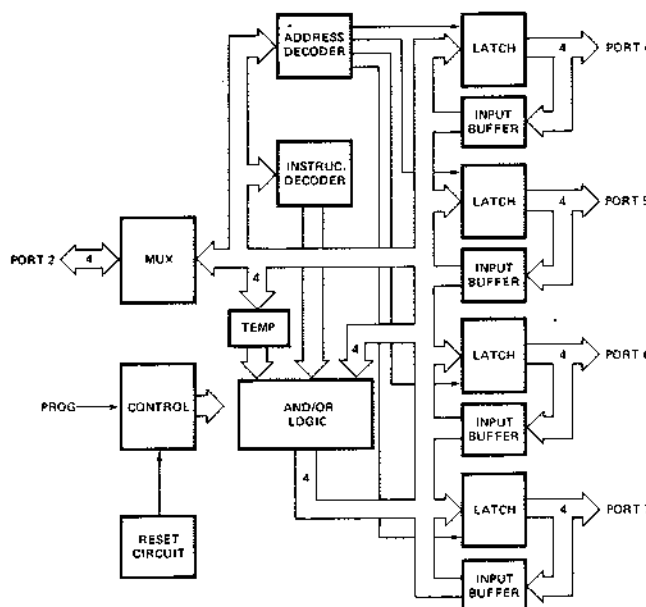 ADDRESS
DECODER
LATCH
4
PORT
INPUT
BUFFER
INSTRUC.
DECODER
LATCH
4
PORT 5
PORT 2
4
MUX
4
INPUT
BUFFER
TEMP
4
LATCH
4
PORT 6
PROG
CONTROL
AND/OR
LOGIC
INPUT
BUFFER
4
LATCH
4
PORT
RESET
CIRCUIT
INPUT
BUFFER